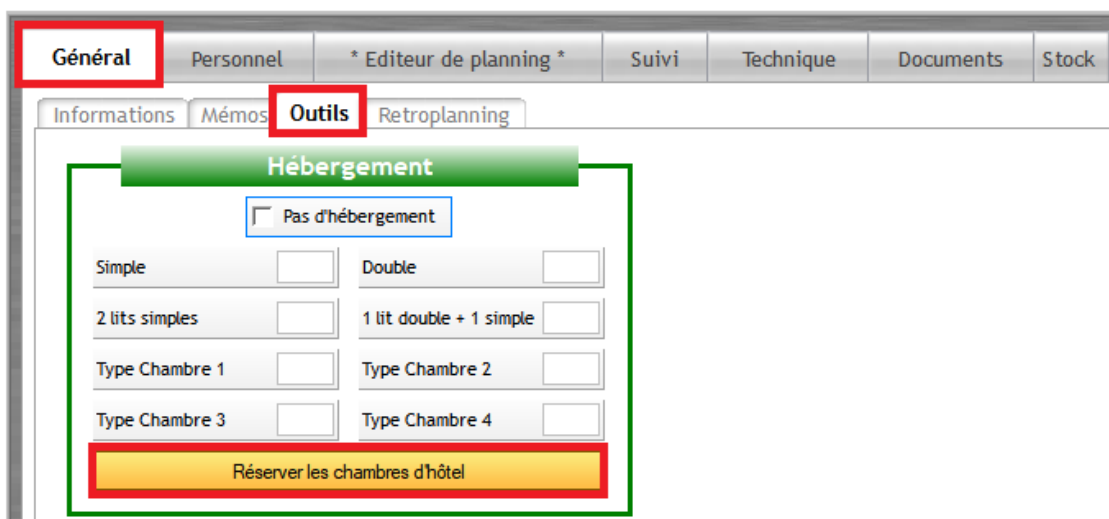 Général Personnel * Editeur de planning * Suivi Technique Documents Stock
Informations Mémos Outils Retroplanning
Hébergement
Pas d'hébergement
Simple Double
2 lits simples 1 lit double + 1 simple
Type Chambre 1 Type Chambre 2
Type Chambre 3 Type Chambre 4
Réserver les chambres d'hôtel